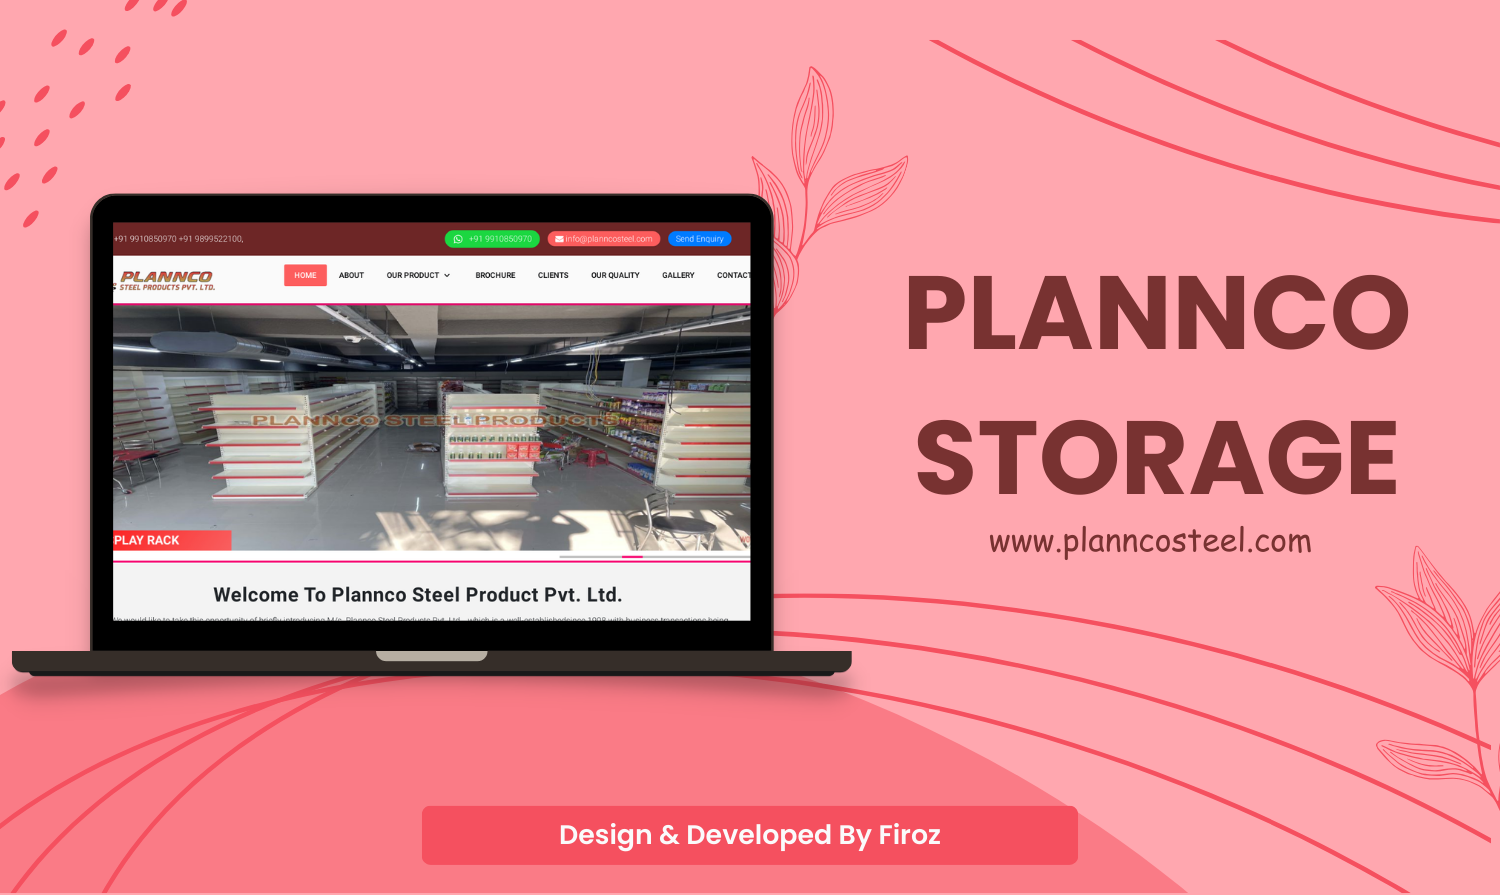 +91 9910850970 +91 9899522100,
+91 9910850970
info@planncosteel.com
Send Enquiry
PLANNCO
STEEL PRODUCTS PVT. LTD.
HOME ABOUT OUR PRODUCT BROCHURE CLIENTS OUR QUALITY GALLERY CONTACT
PLANNCO STEEL PRODUCTS
PLAY RACK
Welcome To Plannco Steel Product Pvt. Ltd.
PLANNCO
STORAGE
www.planncosteel.com
Design & Developed By Firoz